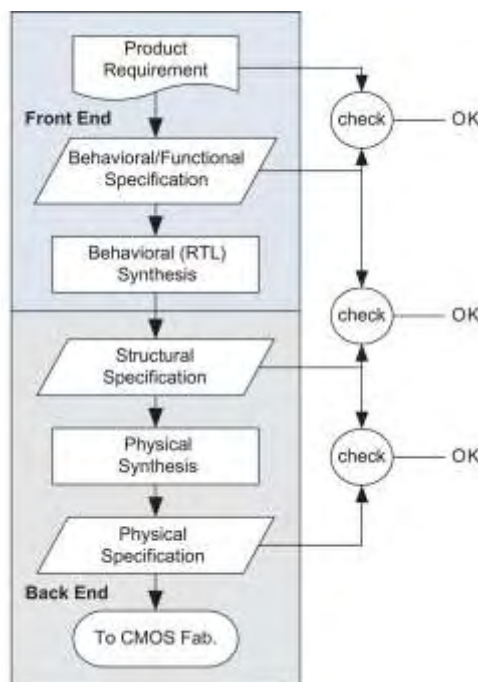 Product
Requirement
Front End
check
OK
Behavioral/Functional
Specification
Behavioral (RTL)
Synthesis
check
OK
Structural
Specification
Physical
Synthesis
check
OK
Physical
Specification
Back End
To CMOS Fab.